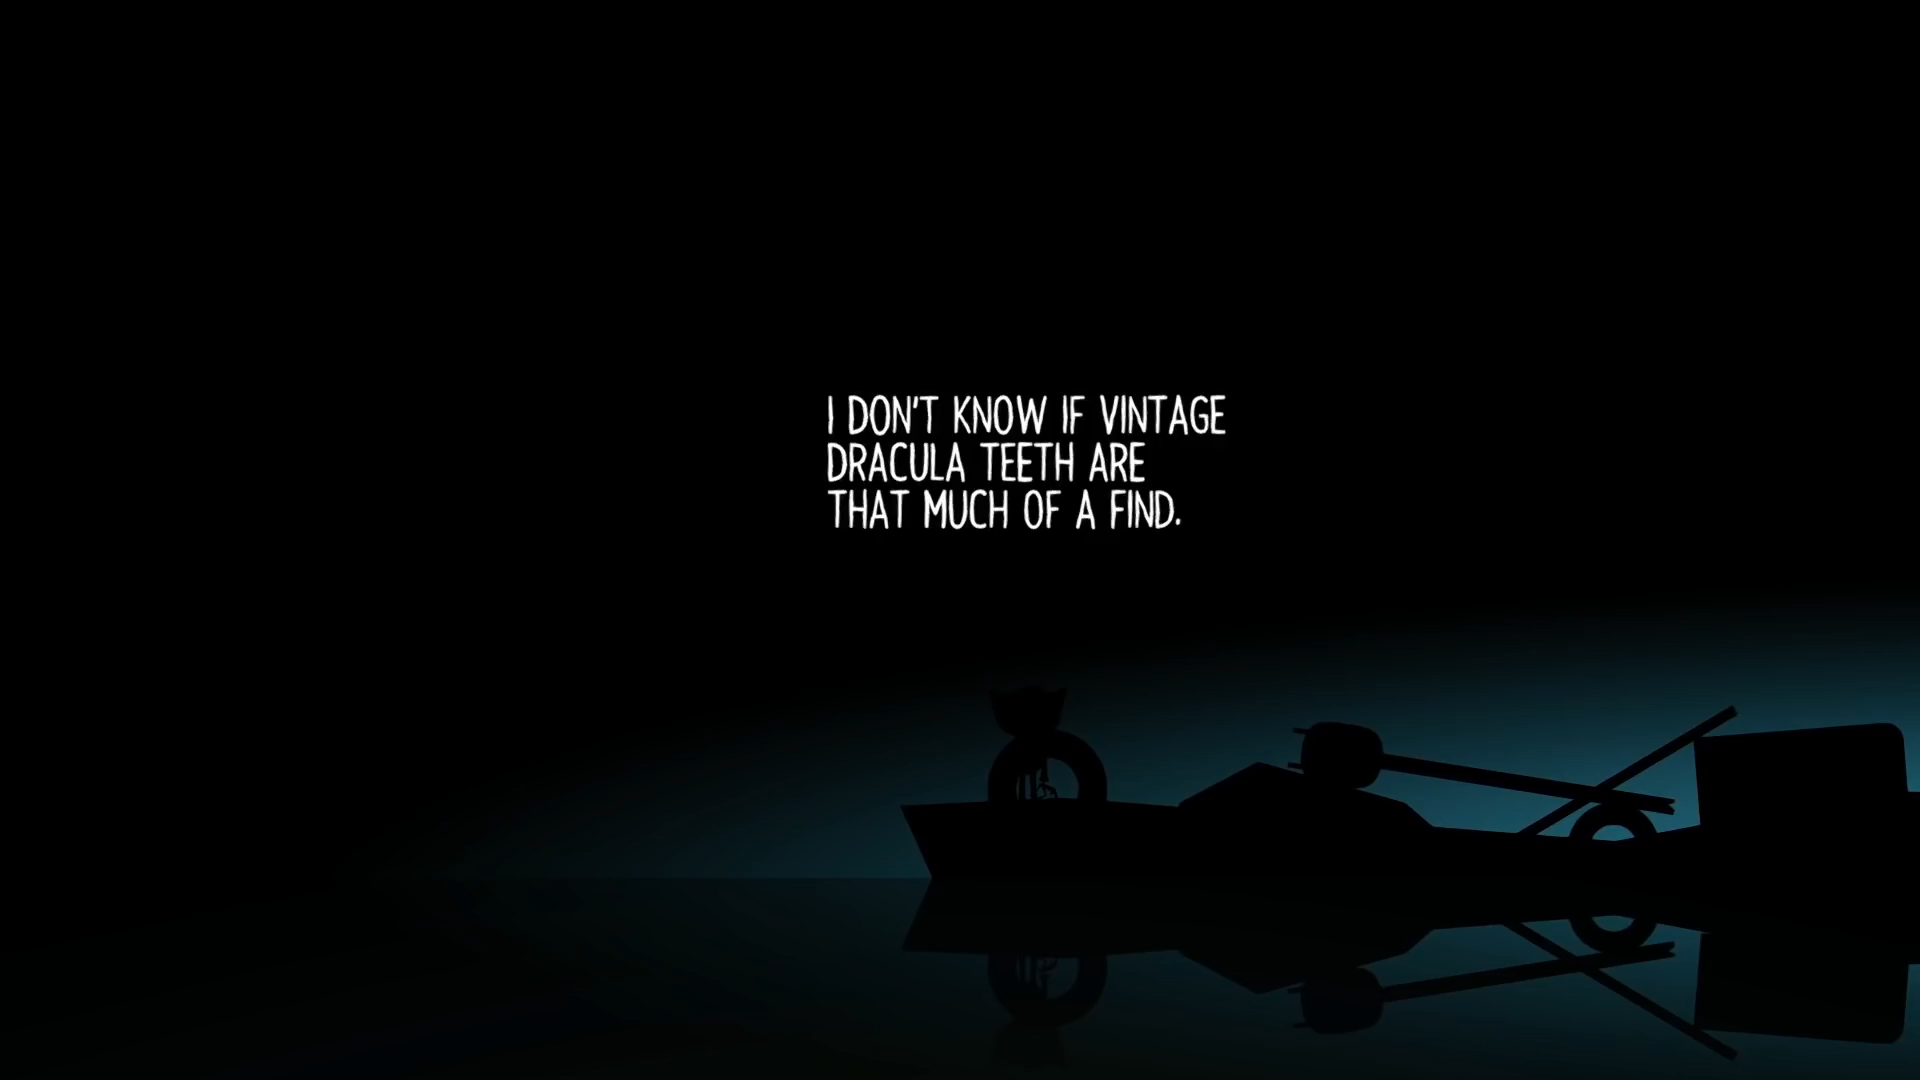 I DON'T KNOW IF VINTAGE
DRACULA TEETH ARE
THAT MUCH OF A FIND.